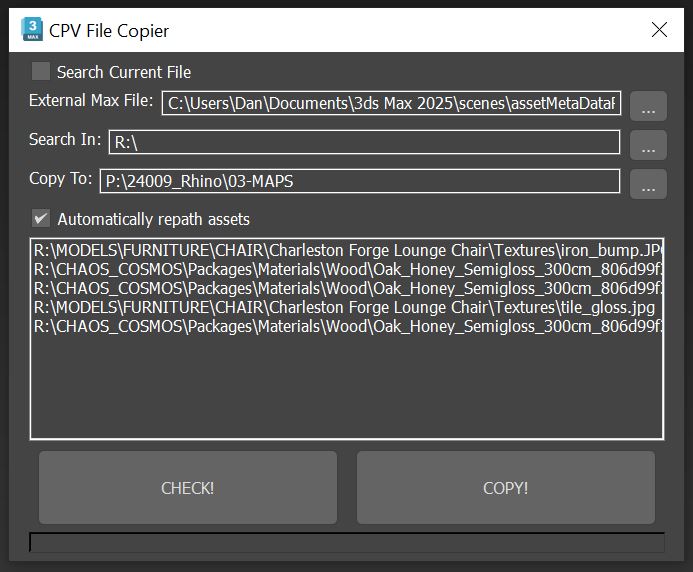 3
MAX
CPV File Copier
Search Current File
External Max File: C:\Users\Dan\Documents\3ds Max 2025\scenes\assetMetaData
...
Search In: R:\
...
Copy To: P:\24009_Rhino\03-MAPS
...
Automatically repath assets
R:\MODELS\FURNITURE\CHAIR\Charleston Forge Lounge Chair\Textures\iron_bump.JPG
R:\CHAOS_COSMOS\Packages\Materials\Wood\Oak_Honey_Semigloss_300cm_806d99f
R:\CHAOS_COSMOS\Packages\Materials\Wood\Oak_Honey_Semigloss_300cm_806d99f
R:\MODELS\FURNITURE\CHAIR\Charleston Forge Lounge Chair\Textures\tile_gloss.jpg
R:\CHAOS_COSMOS\Packages\Materials\Wood\Oak_Honey_Semigloss_300cm_806d99f
CHECK! COPY!